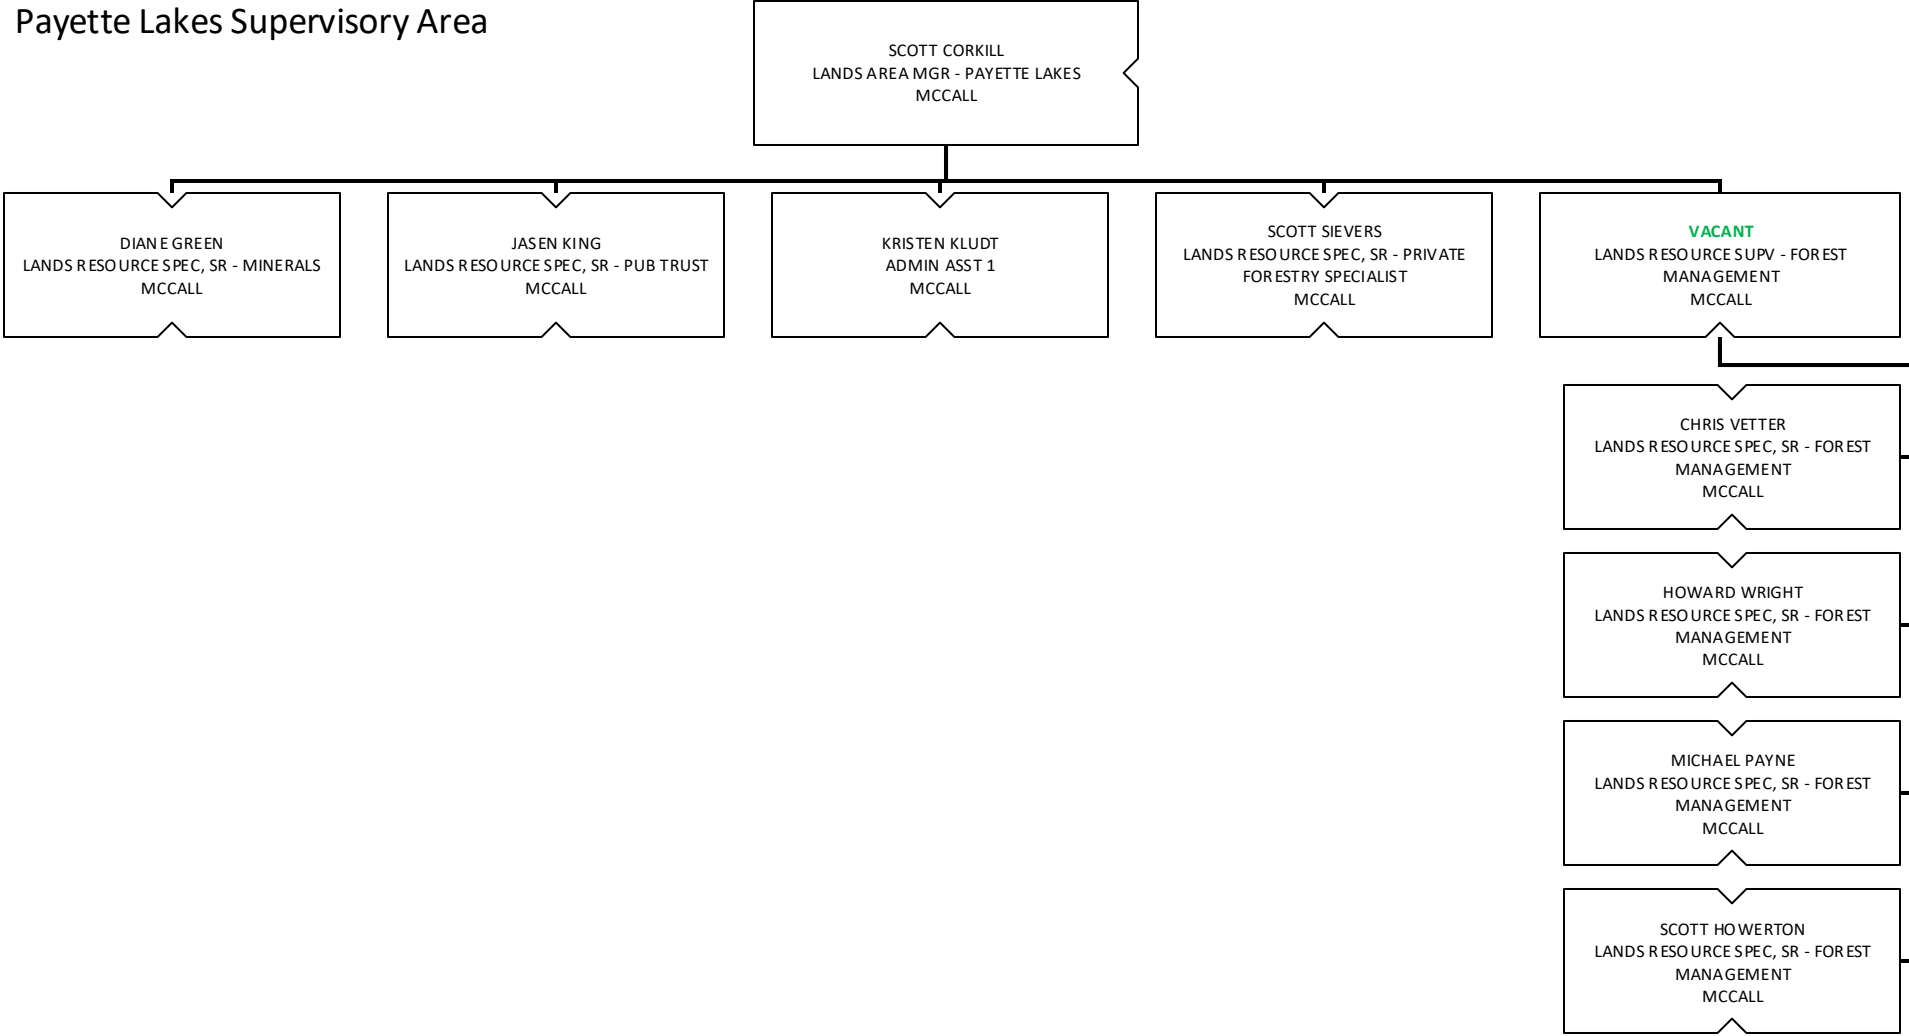 Payette Lakes Supervisory Area
SCOTT CORKILL
LANDS AREA MGR - PAYETTE LAKES
MCCALL
DIANE GREEN
LANDS RESOURCE SPEC, SR - MINERALS
MCCALL
JASEN KING
LANDS RESOURCE SPEC, SR - PUB TRUST
MCCALL
KRISTEN KLUDT
ADMIN ASST 1
MCCALL
SCOTT SIEVERS
LANDS RESOURCE SPEC, SR - PRIVATE
FORESTRY SPECIALIST
MCCALL
VACANT
LANDS RESOURCE SUPV - FOREST
MANAGEMENT
MCCALL
CHRIS VETTER
LANDS RESOURCE SPEC, SR - FOREST
MANAGEMENT
MCCALL
HOWARD WRIGHT
LANDS RESOURCE SPEC, SR - FOREST
MANAGEMENT
MCCALL
MICHAEL PAYNE
LANDS RESOURCE SPEC, SR - FOREST
MANAGEMENT
MCCALL
SCOTT HOWERTON
LANDS RESOURCE SPEC, SR - FOREST
MANAGEMENT
MCCALL